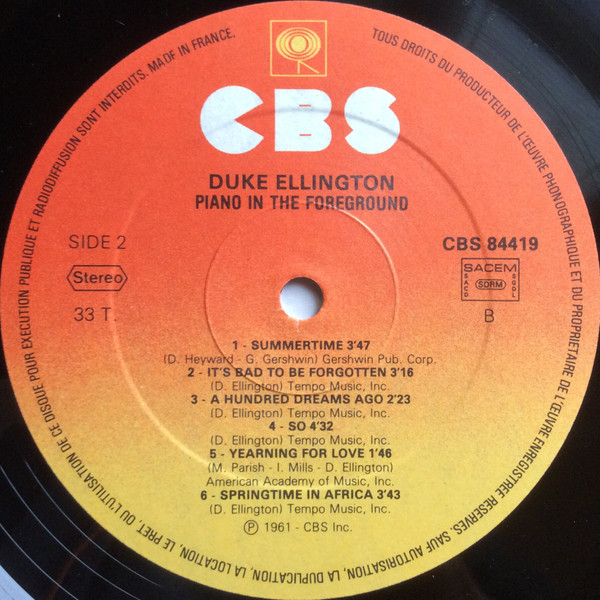 TOUS DROITS DU PRODUCTEUR DE L'ŒUVRE PHONOGRAPHIQUE ET DU PROPRIETAIRE DE L'ŒUVRE ENREGISTREE RESERVES. SAUF AUTORISATION, LA DUPLICATION, LA LOCATION, LE PRET, OU L'UTILISATION DE CE DISQUE POUR EXECUTION PUBLIQUE ET RADIODIFFUSION SONT INTERDITS. MADE IN FRANCE.
CBS
DUKE ELLINGTON
PIANO IN THE FOREGROUND
SIDE 2
CBS 84419
Stereo
SACEM
SACD
SDRM
SGDL
33 T.
B
1 - SUMMERTIME 3'47
(D. Heyward - G. Gershwin) Gershwin Pub. Corp.
2 - IT'S BAD TO BE FORGOTTEN 3'16
(D. Ellington) Tempo Music, Inc.
3 - A HUNDRED DREAMS AGO 2'23
(D. Ellington) Tempo Music, Inc.
4 - SO 4'32
(D. Ellington) Tempo Music, Inc.
5 - YEARNING FOR LOVE 1'46
(M. Parish - I. Mills - D. Ellington)
American Academy of Music, Inc.
6 - SPRINGTIME IN AFRICA 3'43
(D. Ellington) Tempo Music, Inc.
℗ 1961 - CBS Inc.